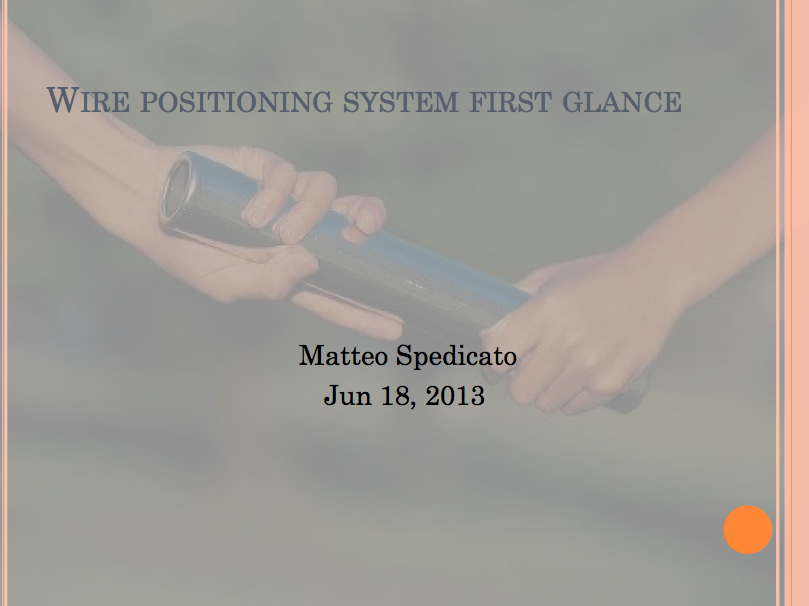 Wire positioning system first glance
Matteo Spedicato
Jun 18, 2013